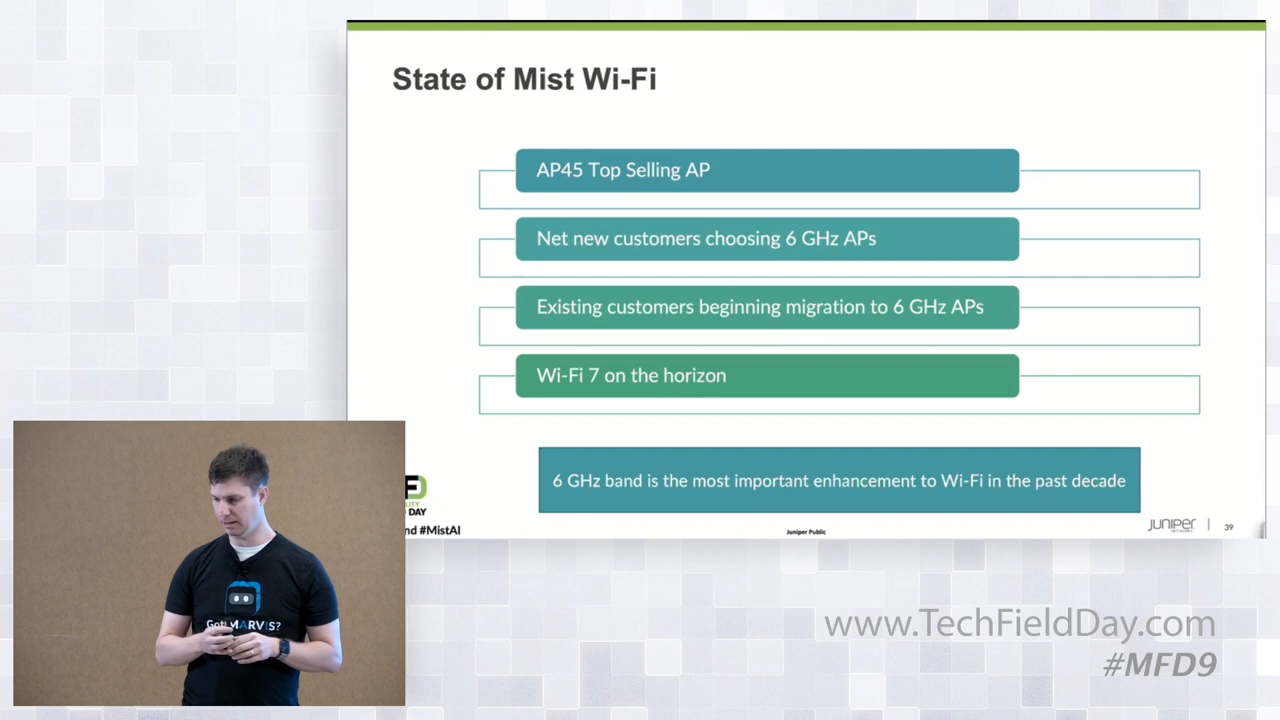 State of Mist Wi-Fi
AP45 Top Selling AP
Net new customers choosing 6 GHz APs
Existing customers beginning migration to 6 GHz APs
Wi-Fi 7 on the horizon
6 GHz band is the most important enhancement to Wi-Fi in the past decade
F
LITY
DAY
nd #MistAI
Juniper Public
JUNIPER
NETWORKS
39
Got MARVIS?
www.TechFieldDay.com
#MFD9